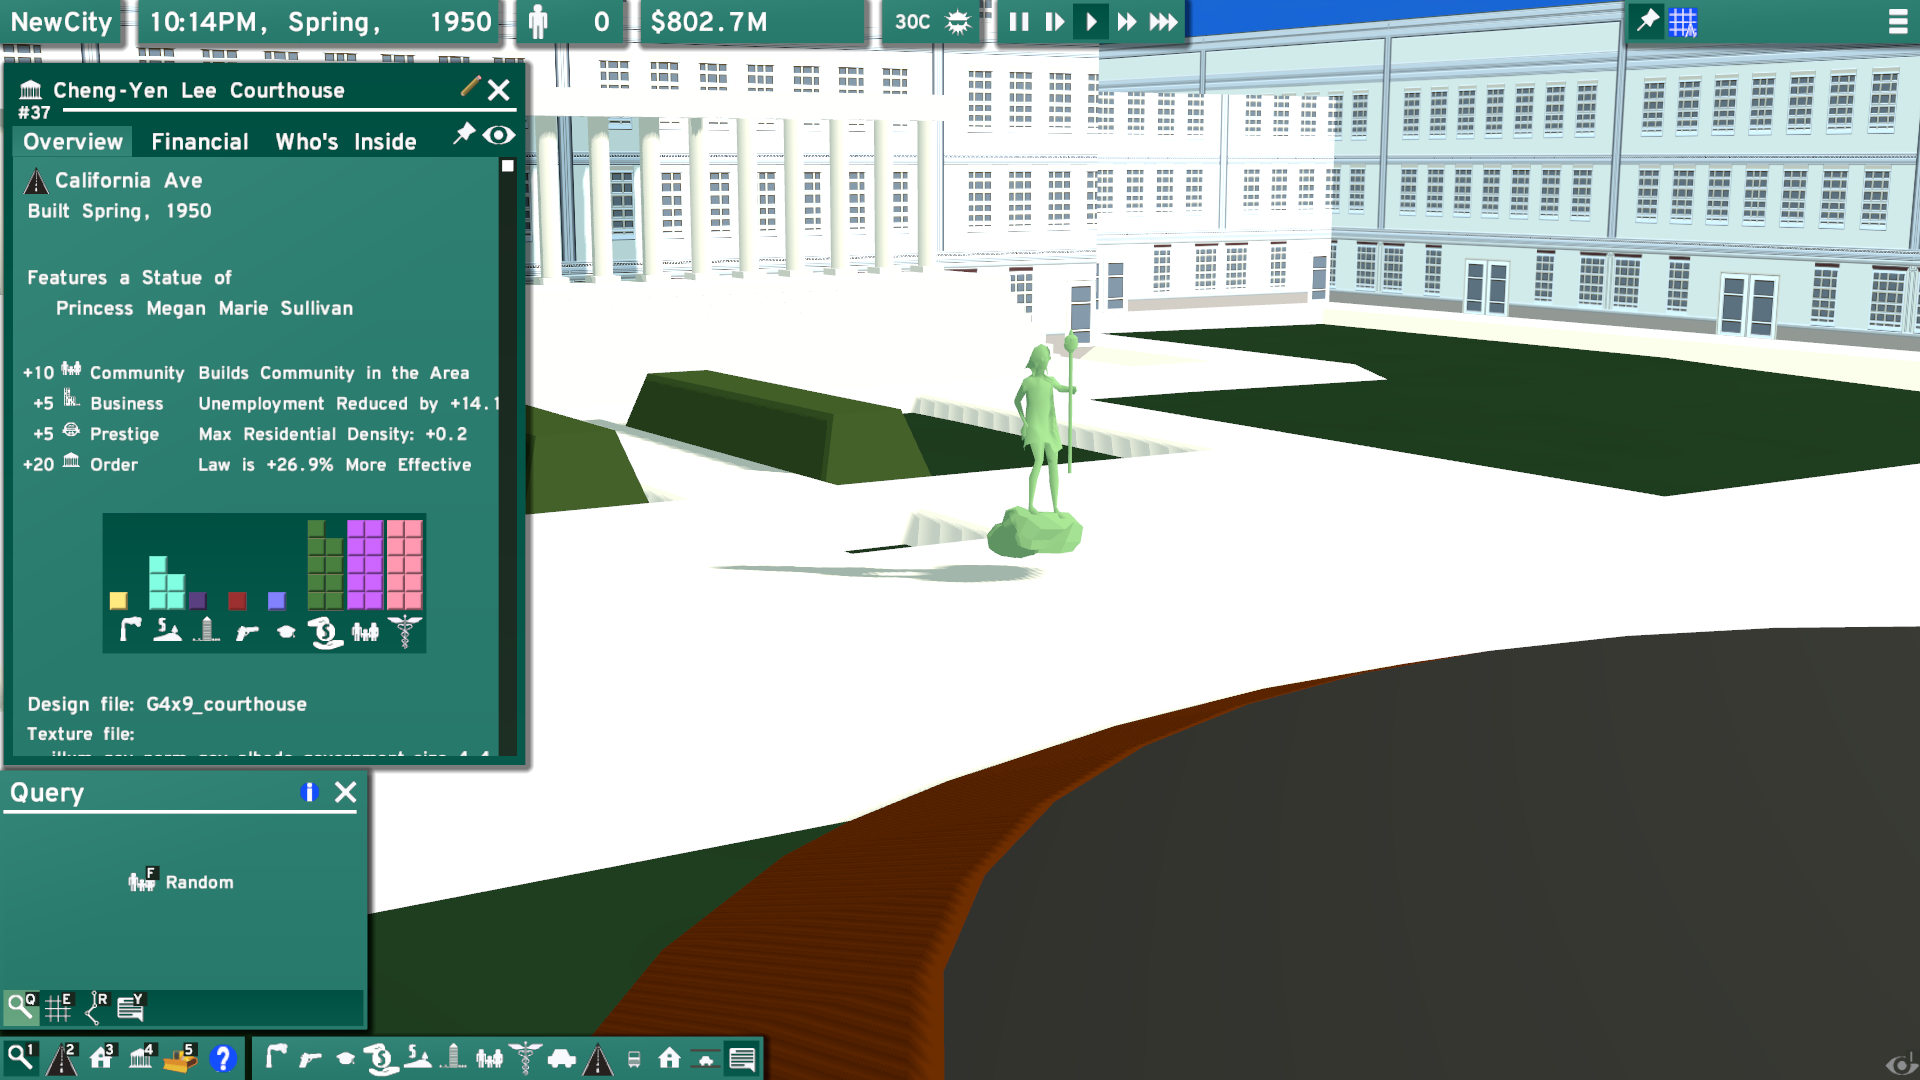 NewCity
10:14PM, Spring, 1950
0
$802.7M
30C
Cheng-Yen Lee Courthouse
#37
Overview
Financial
Who's Inside
California Ave
Built Spring, 1950
Features a Statue of
Princess Megan Marie Sullivan
+10 Community Builds Community in the Area
+5 Business Unemployment Reduced by +14.1
+5 Prestige Max Residential Density: +0.2
+20 Order Law is +26.9% More Effective
Design file: G4x9_courthouse
Texture file:
Query
F
Random
Q E R Y
1 2 3 4 5 ?